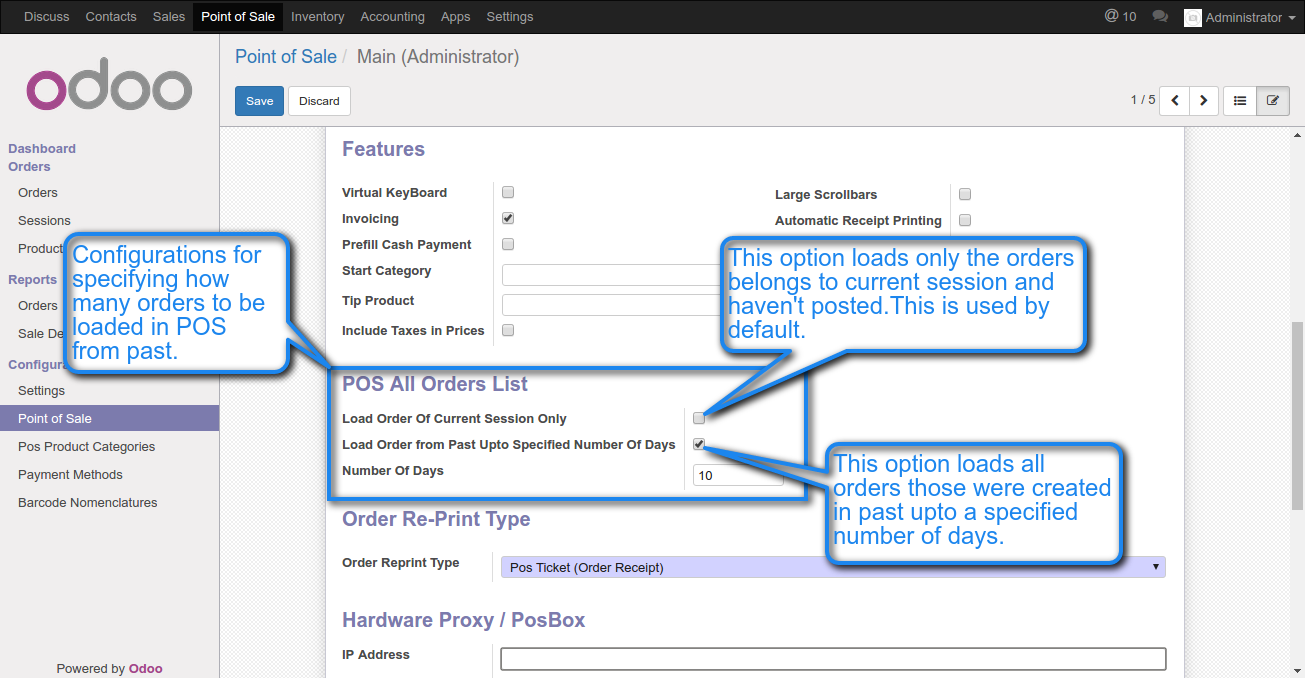 Discuss Contacts Sales Point of Sale Inventory Accounting Apps Settings @ 10 Administrator
odoo
Point of Sale / Main (Administrator)
Save Discard 1 / 5
Dashboard
Orders
Orders
Sessions
Product
Reports
Orders
Sale De
Configura
Settings
Point of Sale
Pos Product Categories
Payment Methods
Barcode Nomenclatures
Powered by Odoo
Features
Virtual KeyBoard
Invoicing
Prefill Cash Payment
Start Category
Tip Product
Include Taxes in Prices
Large Scrollbars
Automatic Receipt Printing
Configurations for
specifying how
many orders to be
loaded in POS
from past.
This option loads only the orders
belongs to current session and
haven't posted.This is used by
default.
POS All Orders List
Load Order Of Current Session Only
Load Order from Past Upto Specified Number Of Days
Number Of Days 10
This option loads all
orders those were created
in past upto a specified
number of days.
Order Re-Print Type
Order Reprint Type Pos Ticket (Order Receipt)
Hardware Proxy / PosBox
IP Address